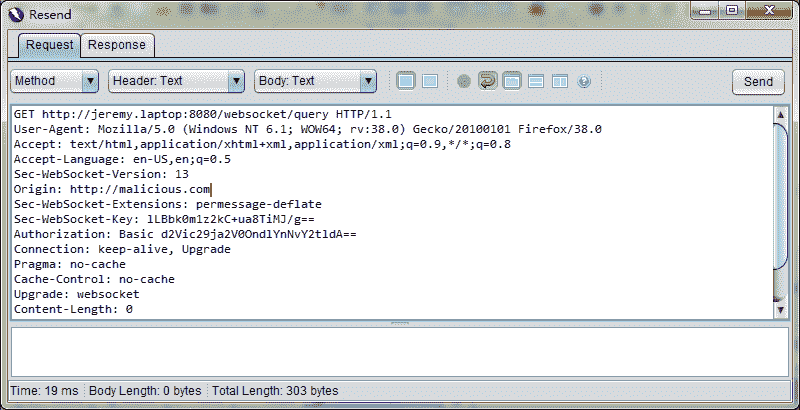 Resend
Request Response
Method Header: Text Body: Text Send
GET http://jeremy.laptop:8080/websocket/query HTTP/1.1
User-Agent: Mozilla/5.0 (Windows NT 6.1; WOW64; rv:38.0) Gecko/20100101 Firefox/38.0
Accept: text/html,application/xhtml+xml,application/xml;q=0.9,*/*;q=0.8
Accept-Language: en-US,en;q=0.5
Sec-WebSocket-Version: 13
Origin: http://malicious.com
Sec-WebSocket-Extensions: permessage-deflate
Sec-WebSocket-Key: lLBbk0m1z2kC+ua8TiMJ/g==
Authorization: Basic d2Vic29ja2V0OndlYnNvY2tldA==
Connection: keep-alive, Upgrade
Pragma: no-cache
Cache-Control: no-cache
Upgrade: websocket
Content-Length: 0
Time: 19 ms Body Length: 0 bytes Total Length: 303 bytes